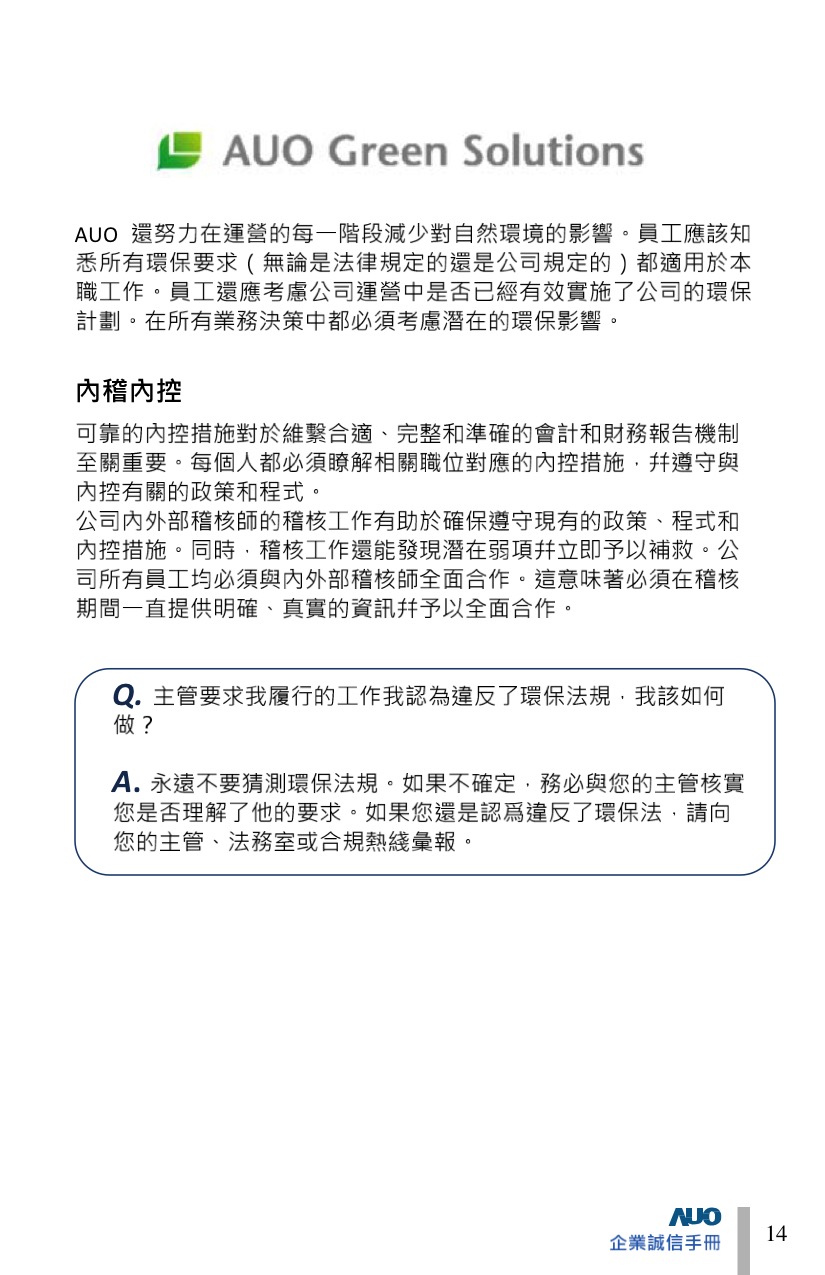 AUO Green Solutions
AUO 還努力在運營的每一階段減少對自然環境的影響。員工應該知
悉所有環保要求（無論是法律規定的還是公司規定的）都適用於本
職工作。員工還應考慮公司運營中是否已經有效實施了公司的環保
計劃。在所有業務決策中都必須考慮潛在的環保影響。
內稽內控
可靠的內控措施對於維繫合適、完整和準確的會計和財務報告機制
至關重要。每個人都必須瞭解相關職位對應的內控措施，幷遵守與
內控有關的政策和程式。
公司內外部稽核師的稽核工作有助於確保遵守現有的政策、程式和
內控措施。同時，稽核工作還能發現潛在弱項幷立即予以補救。公
司所有員工均必須與內外部稽核師全面合作。這意味著必須在稽核
期間一直提供明確、真實的資訊幷予以全面合作。
Q. 主管要求我履行的工作我認為違反了環保法規，我該如何
做？
A. 永遠不要猜測環保法規。如果不確定，務必與您的主管核實
您是否理解了他的要求。如果您還是認爲違反了環保法，請向
您的主管、法務室或合規熱綫彙報。
AUO
企業誠信手冊
14